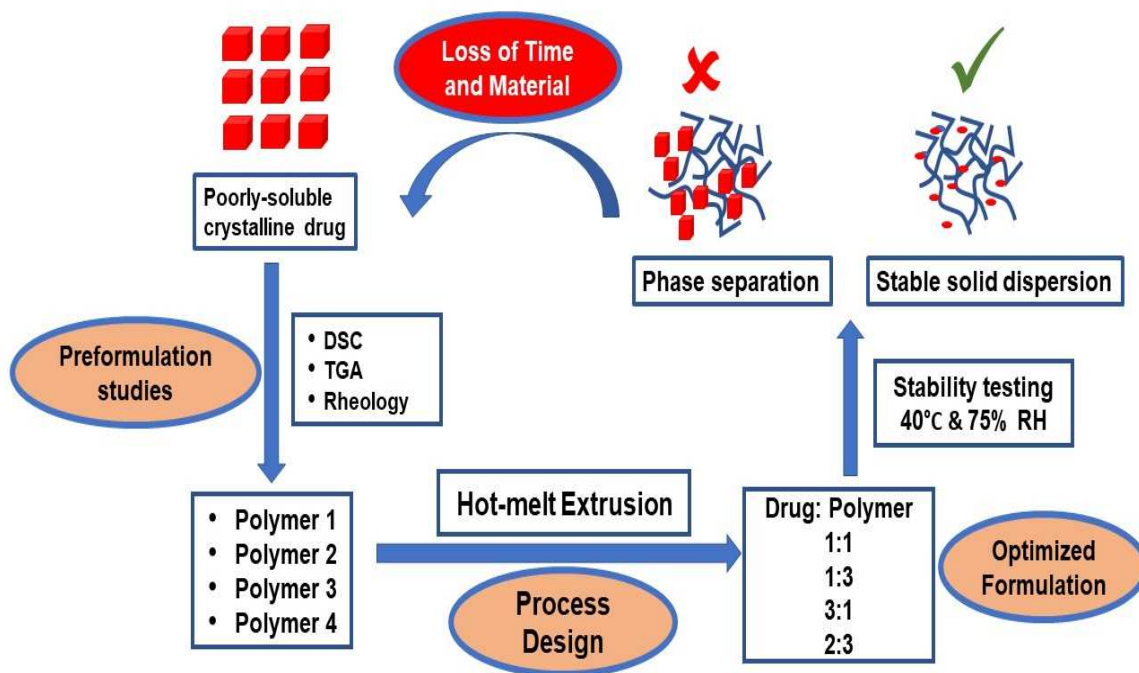 Loss of Time
and Material
Poorly-soluble
crystalline drug
Phase separation
Stable solid dispersion
Preformulation
studies
• DSC
• TGA
• Rheology
Stability testing
40°C & 75% RH
• Polymer 1
• Polymer 2
• Polymer 3
• Polymer 4
Hot-melt Extrusion
Process
Design
Drug: Polymer
1:1
1:3
3:1
2:3
Optimized
Formulation